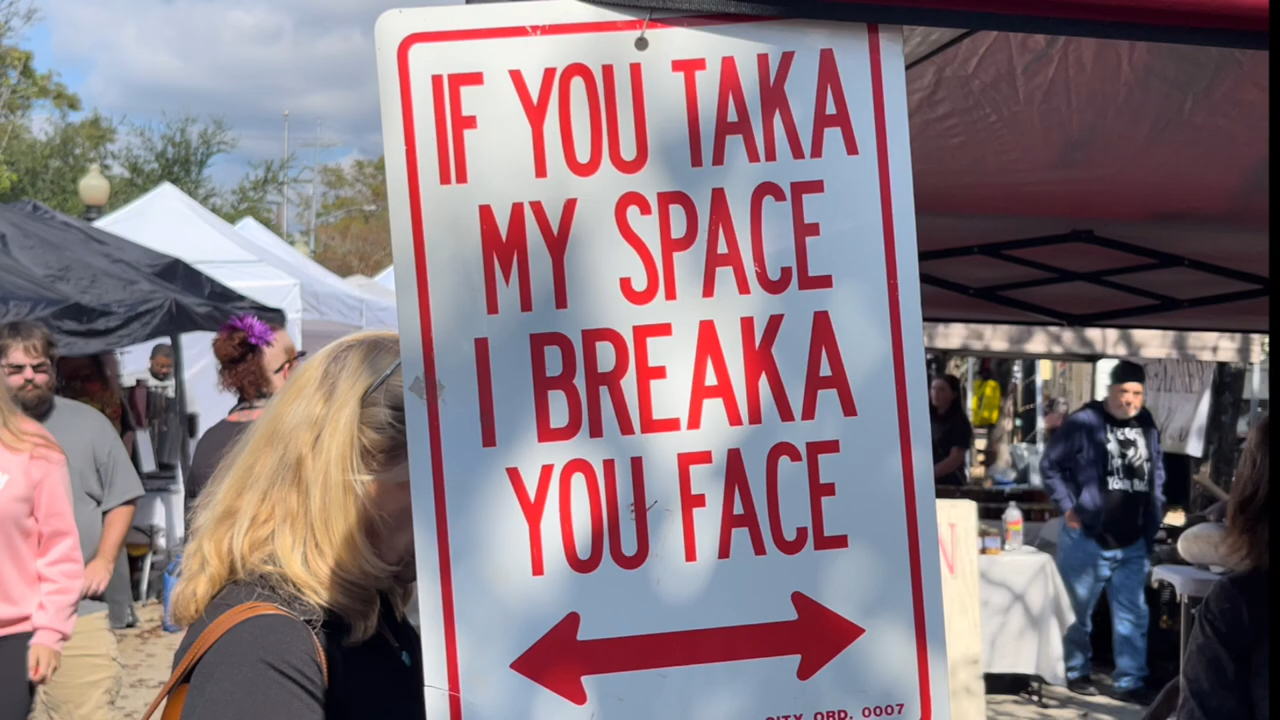 IF YOU TAKA
MY SPACE
I BREAKA
YOU FACE
CITY ORD. 0007